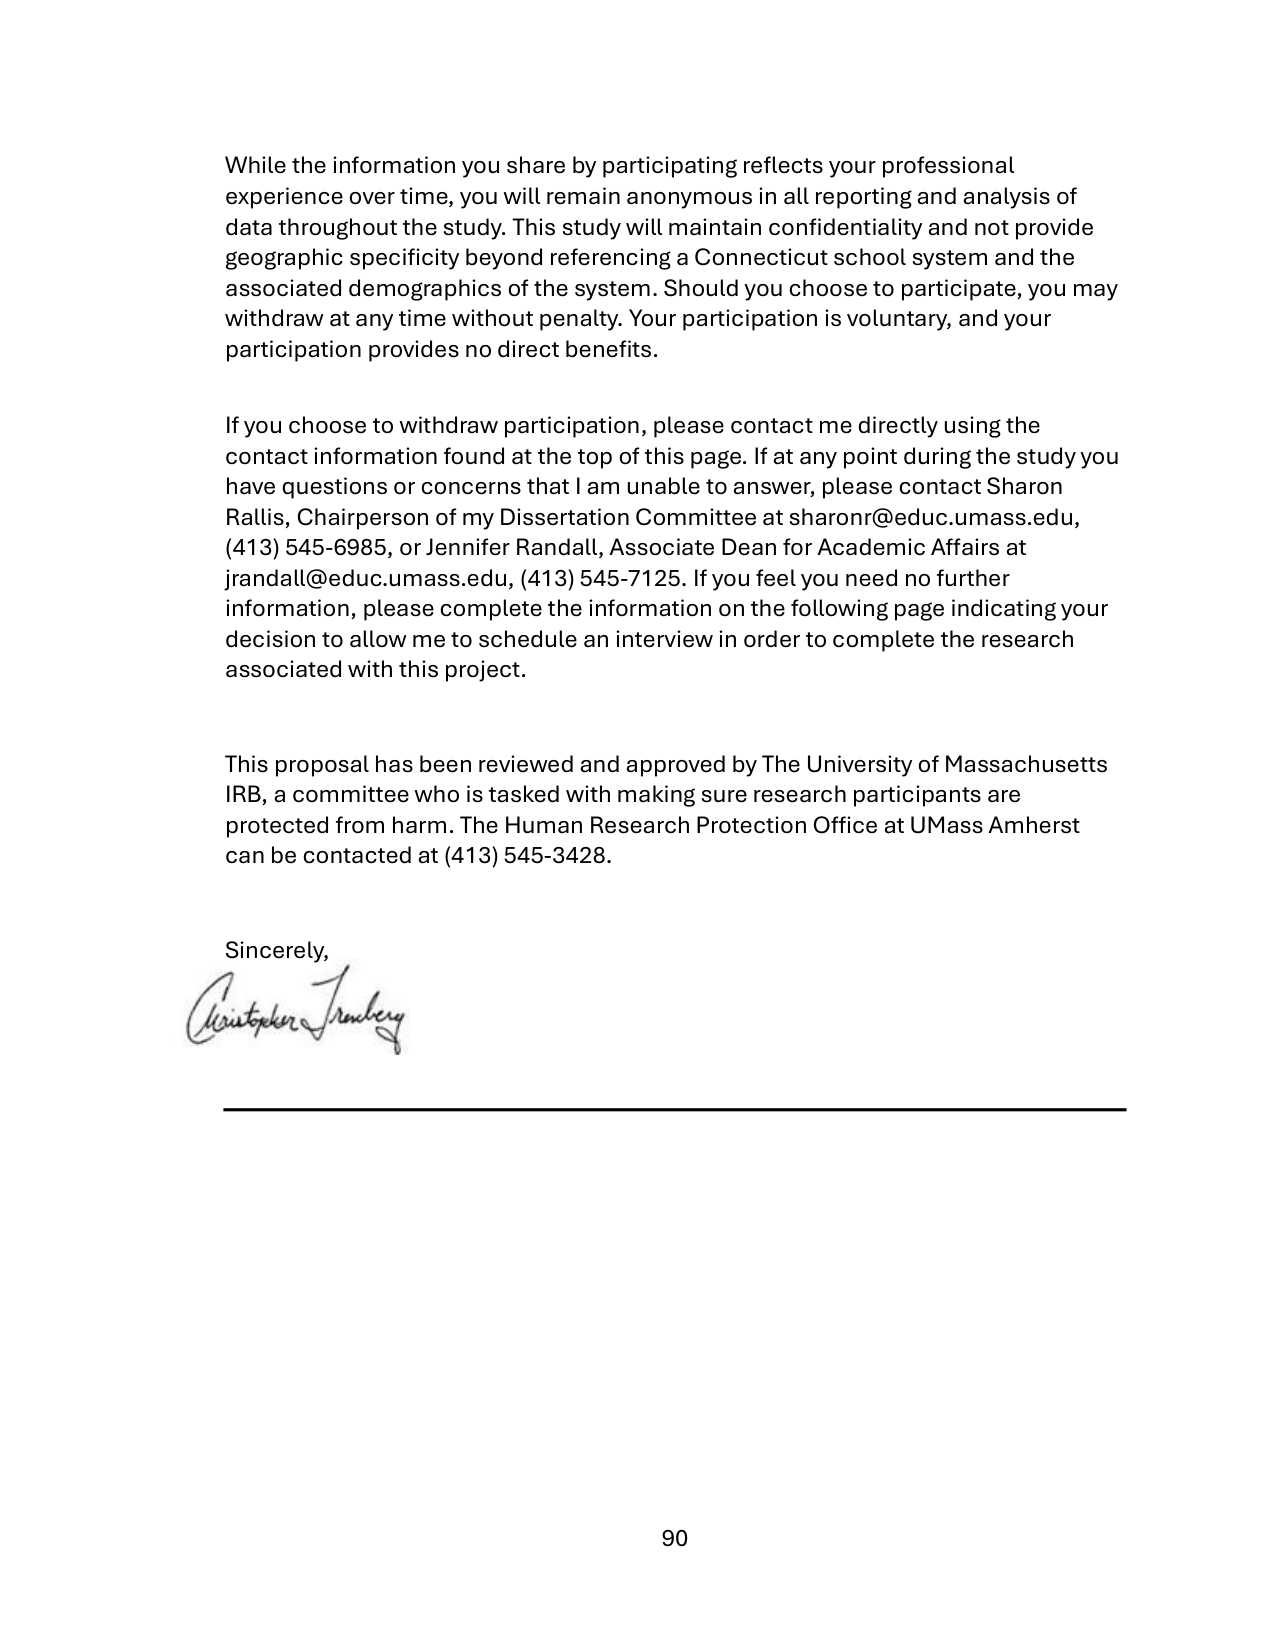 While the information you share by participating reflects your professional
experience over time, you will remain anonymous in all reporting and analysis of
data throughout the study. This study will maintain confidentiality and not provide
geographic specificity beyond referencing a Connecticut school system and the
associated demographics of the system. Should you choose to participate, you may
withdraw at any time without penalty. Your participation is voluntary, and your
participation provides no direct benefits.
If you choose to withdraw participation, please contact me directly using the
contact information found at the top of this page. If at any point during the study you
have questions or concerns that I am unable to answer, please contact Sharon
Rallis, Chairperson of my Dissertation Committee at sharonr@educ.umass.edu,
(413) 545-6985, or Jennifer Randall, Associate Dean for Academic Affairs at
jrandall@educ.umass.edu, (413) 545-7125. If you feel you need no further
information, please complete the information on the following page indicating your
decision to allow me to schedule an interview in order to complete the research
associated with this project.
This proposal has been reviewed and approved by The University of Massachusetts
IRB, a committee who is tasked with making sure research participants are
protected from harm. The Human Research Protection Office at UMass Amherst
can be contacted at (413) 545-3428.
Sincerely,
Christopher
90